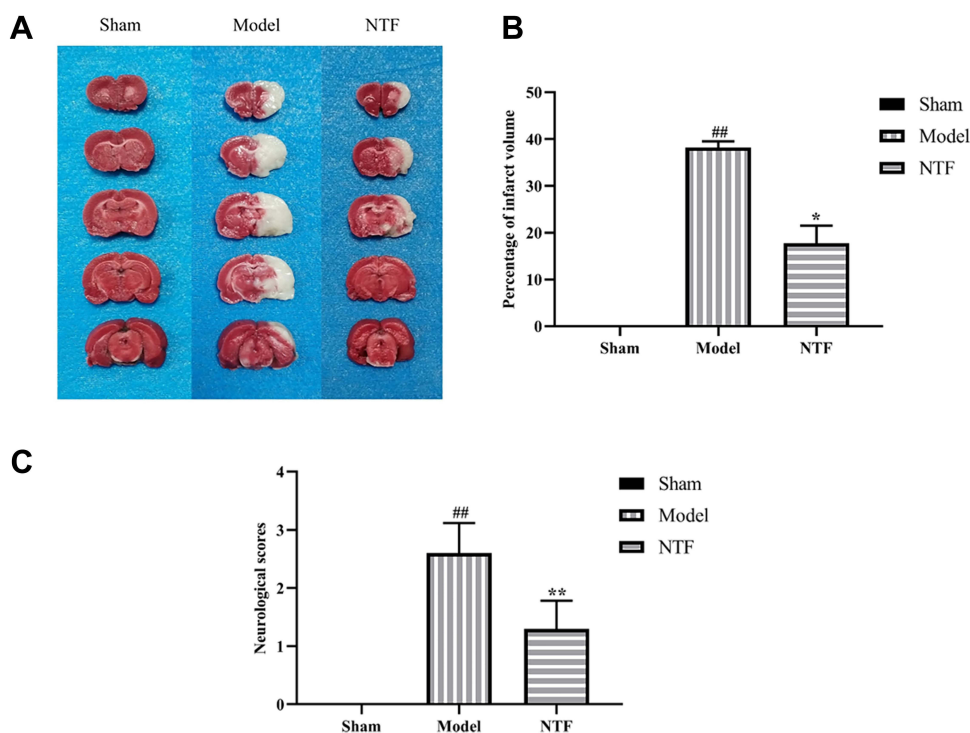 A
Sham Model NTF
B
Percentage of infarct volume
50
40
30
20
10
0
##
*
Sham Model NTF
Sham
Model
NTF
C
Neurological scores
4
3
2
1
0
##
**
Sham Model NTF
Sham
Model
NTF